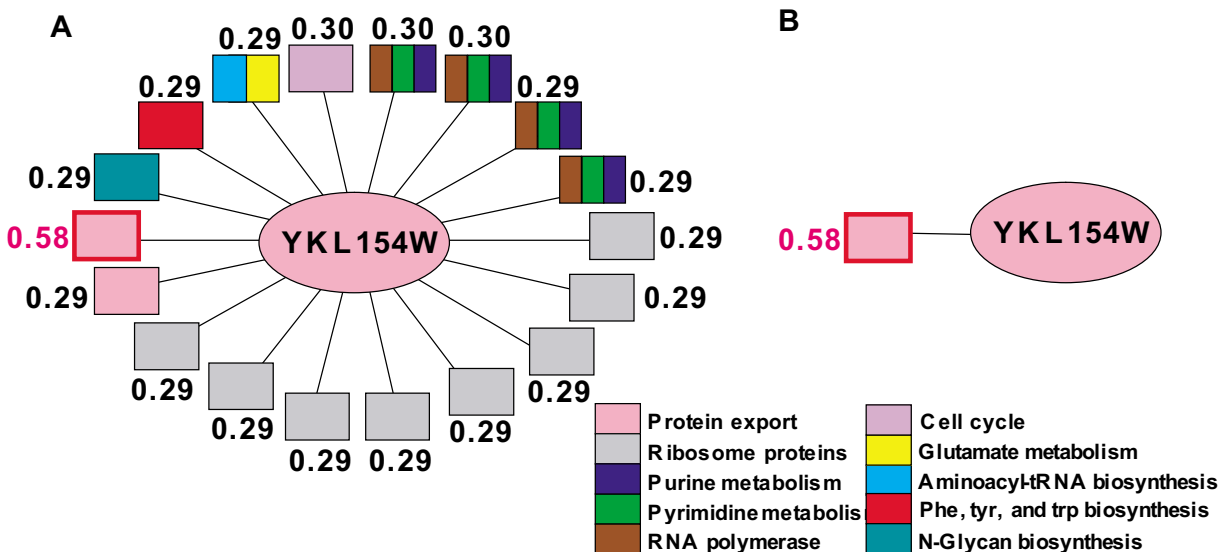 A
B
0.29
0.30
0.30
0.30
0.29
0.29
0.29
0.29
0.58
0.29
0.29
0.29
0.29
0.29
0.29
0.29
0.29
0.29
YKL154W
0.58
YKL154W
Protein export
Ribosome proteins
Purine metabolism
Pyrimidine metabolis
RNA polymerase
Cell cycle
Glutamate metabolism
Aminoacyl-tRNA biosynthesis
Phe, tyr, and trp biosynthesis
N-Glycan biosynthesis